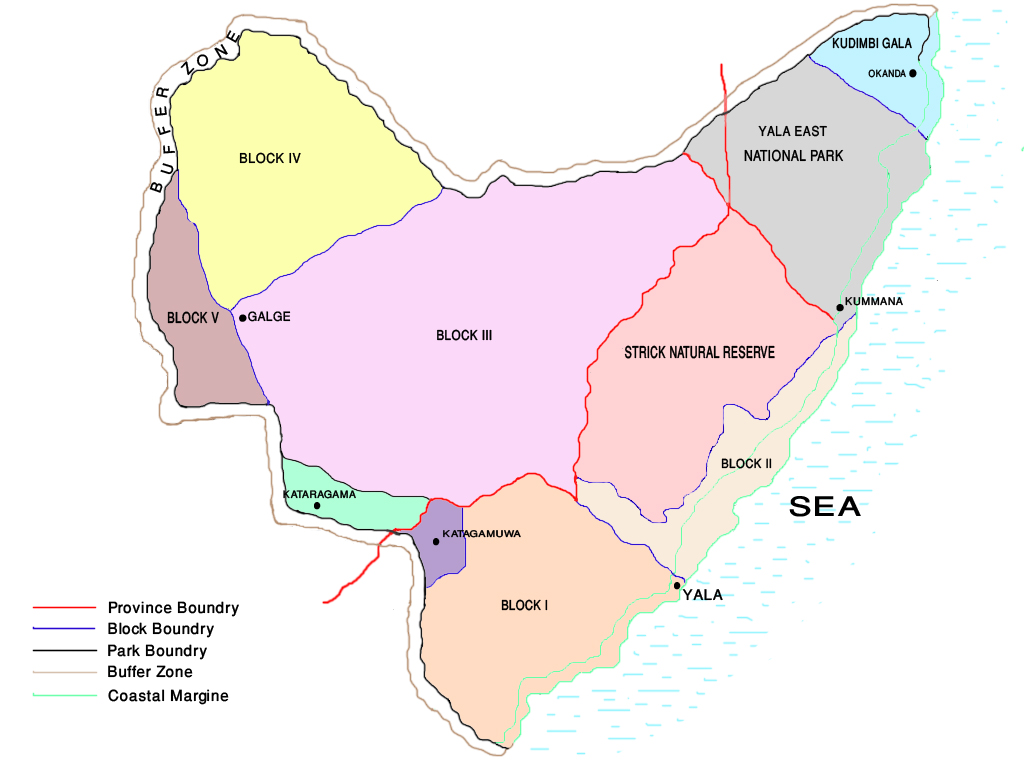 BUFFER ZONE
KUDIMBI GALA
OKANDA
YALA EAST
NATIONAL PARK
BLOCK IV
BLOCK V
GALGE
BLOCK III
KUMMANA
STRICK NATURAL RESERVE
BLOCK II
KATARAGAMA
SEA
KATAGAMUWA
BLOCK I
YALA
Province Boundry
Block Boundry
Park Boundry
Buffer Zone
Coastal Margine